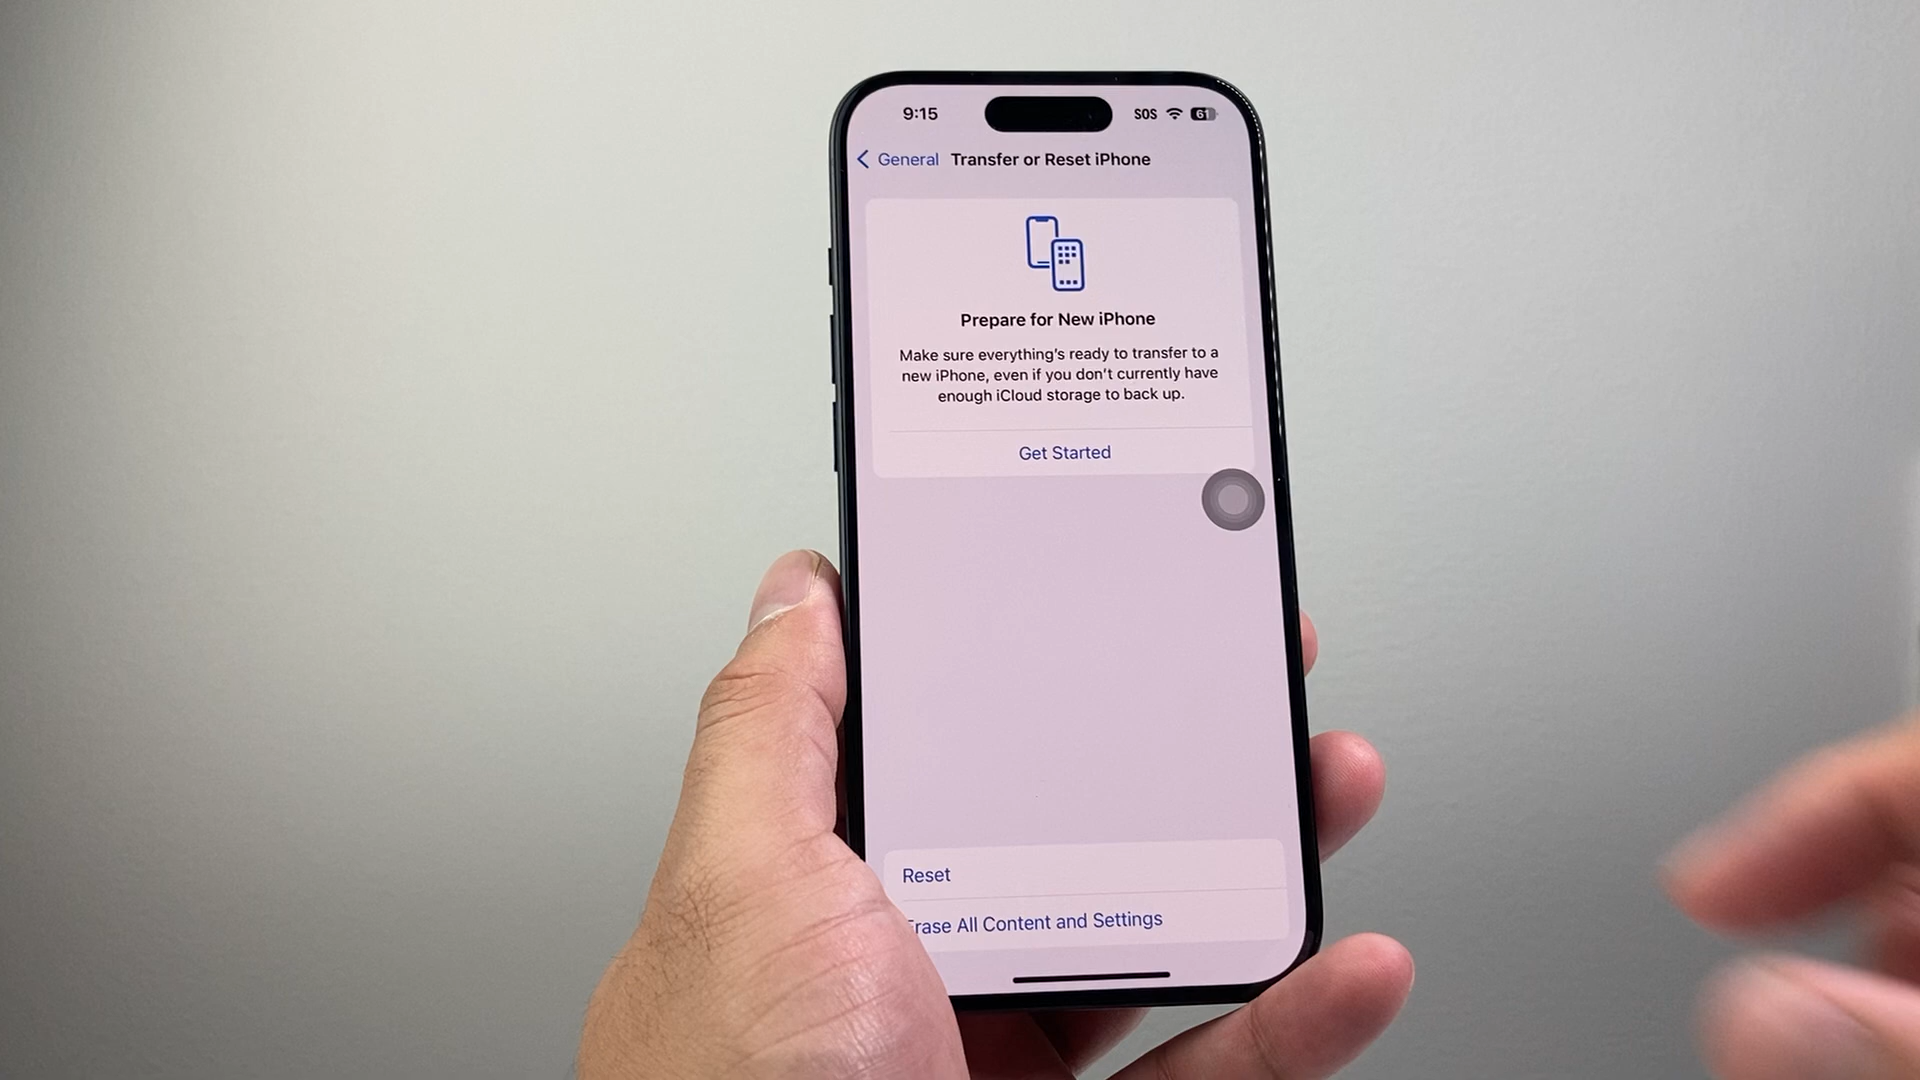 9:15 SOS 61
General Transfer or Reset iPhone
Prepare for New iPhone
Make sure everything's ready to transfer to a
new iPhone, even if you don't currently have
enough iCloud storage to back up.
Get Started
Reset
Erase All Content and Settings